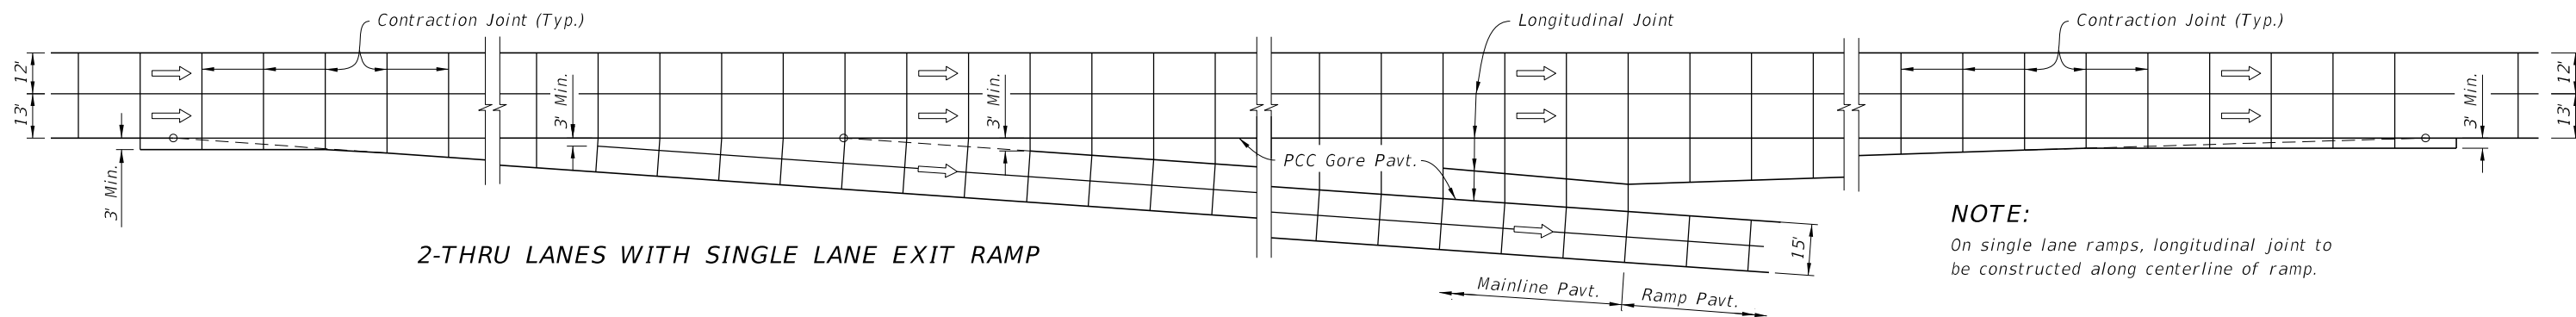 Contraction Joint (Typ.)
Longitudinal Joint
Contraction Joint (Typ.)
12'
13'
3' Min.
3' Min.
3' Min.
PCC Gore Pavt.
3' Min.
12'
13'
2-THRU LANES WITH SINGLE LANE EXIT RAMP
15'
Mainline Pavt.
Ramp Pavt.
NOTE:
On single lane ramps, longitudinal joint to
be constructed along centerline of ramp.